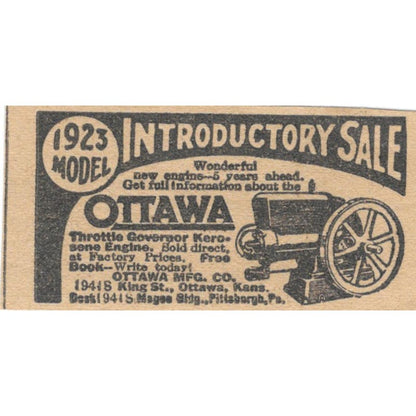 1923
MODEL
INTRODUCTORY SALE
Wonderful
new engine—5 years ahead.
Get full information about the
OTTAWA
Throttle Governor Kero-
sene Engine. Sold direct
at Factory Prices. Free
Book—Write today!
OTTAWA MFG. CO.
1941S King St., Ottawa, Kans.
Desk 1941S, Magee Bldg., Pittsburgh, Pa.